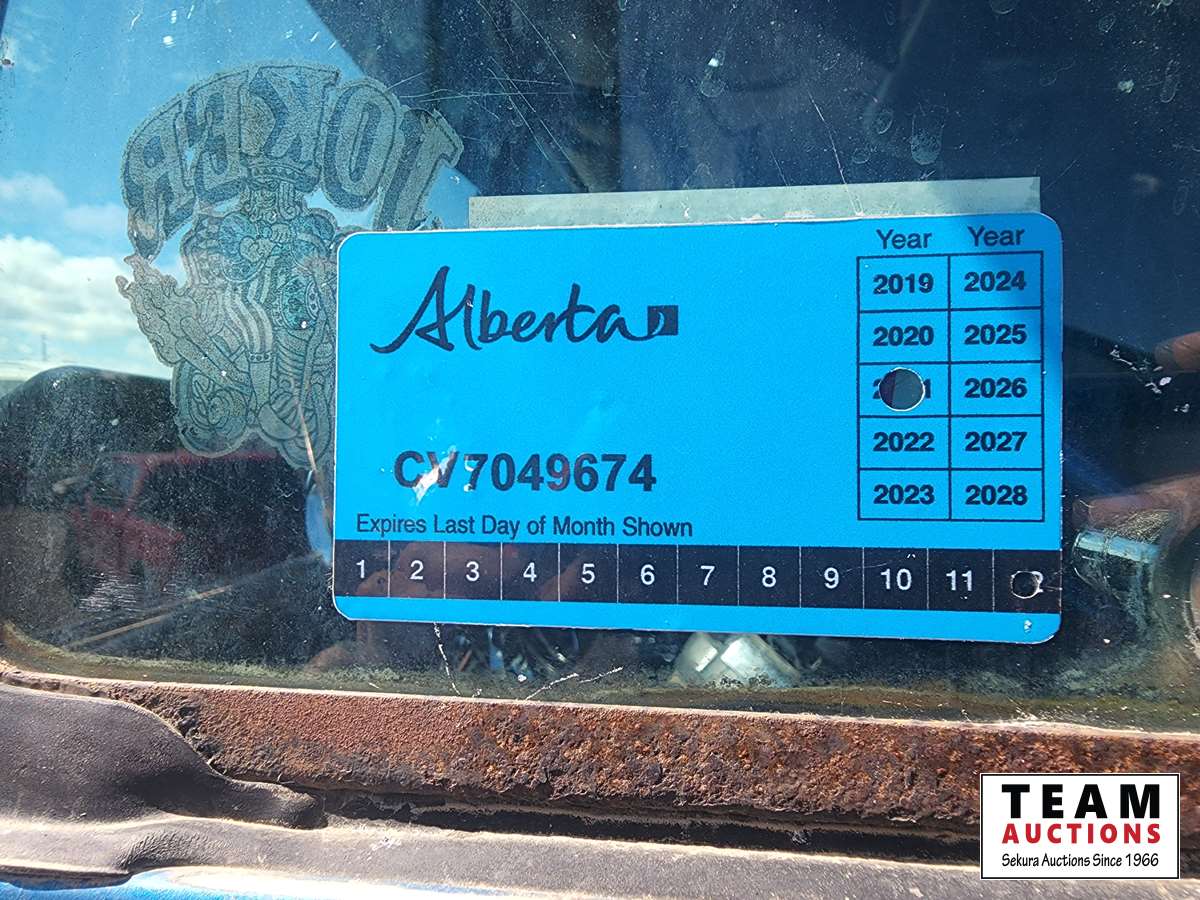 JOKER
Alberta
Year Year
2019 2024
2020 2025
2026
2022 2027
2023 2028
CV7049674
Expires Last Day of Month Shown
1 2 3 4 5 6 7 8 9 10 11
TEAM
AUCTIONS
Sekura Auctions Since 1966